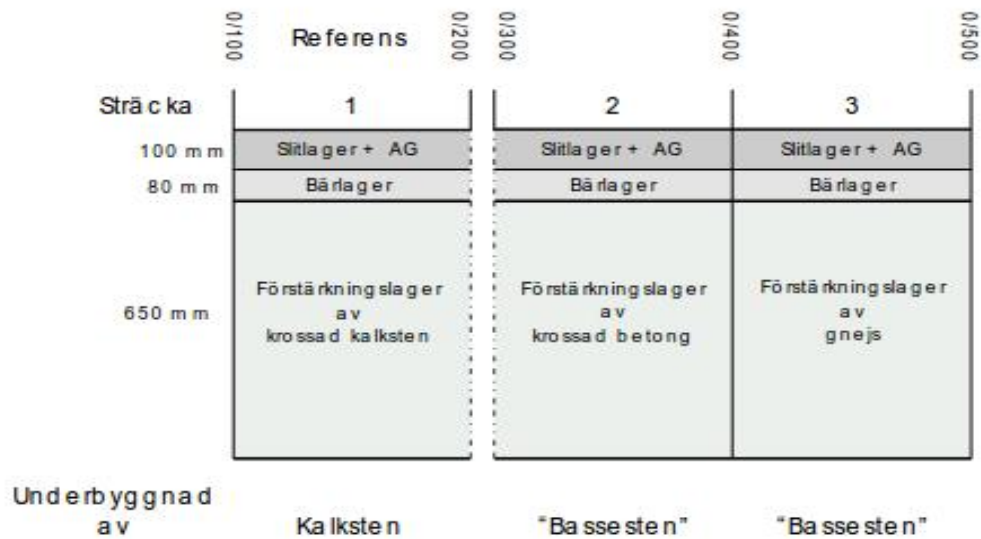 0/100 Referens 0/200 0/300 0/400 0/500
Sträcka 1 2 3
100 mm Slitlager + AG Slitlager + AG Slitlager + AG
80 mm Bärlager Bärlager Bärlager
650 mm
Förstärkningslager
av
krossad kalksten
Förstärkningslager
av
krossad betong
Förstärkningslager
av
gnejs
Underbyggnad
av Kalksten "Bassesten" "Bassesten"